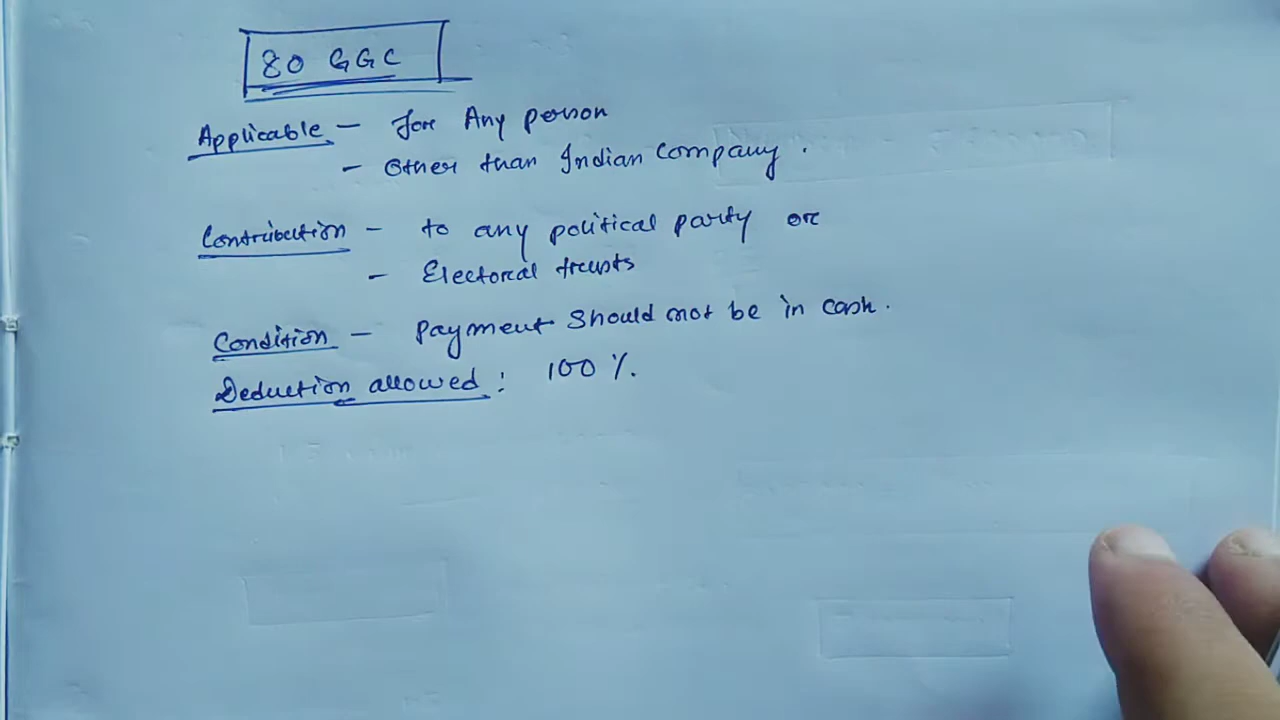 80 GGC
Applicable - for Any person
- Other than Indian Company.
Contribution - to any political party or
- Electoral trusts
Condition - Payment should not be in cash.
Deduction allowed : 100 %.